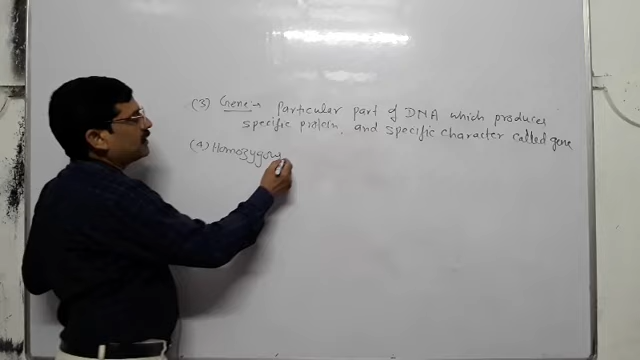 (3) Gene → Particular part of DNA which produces
specific protein, and specific character called gene
(4) Homozygous